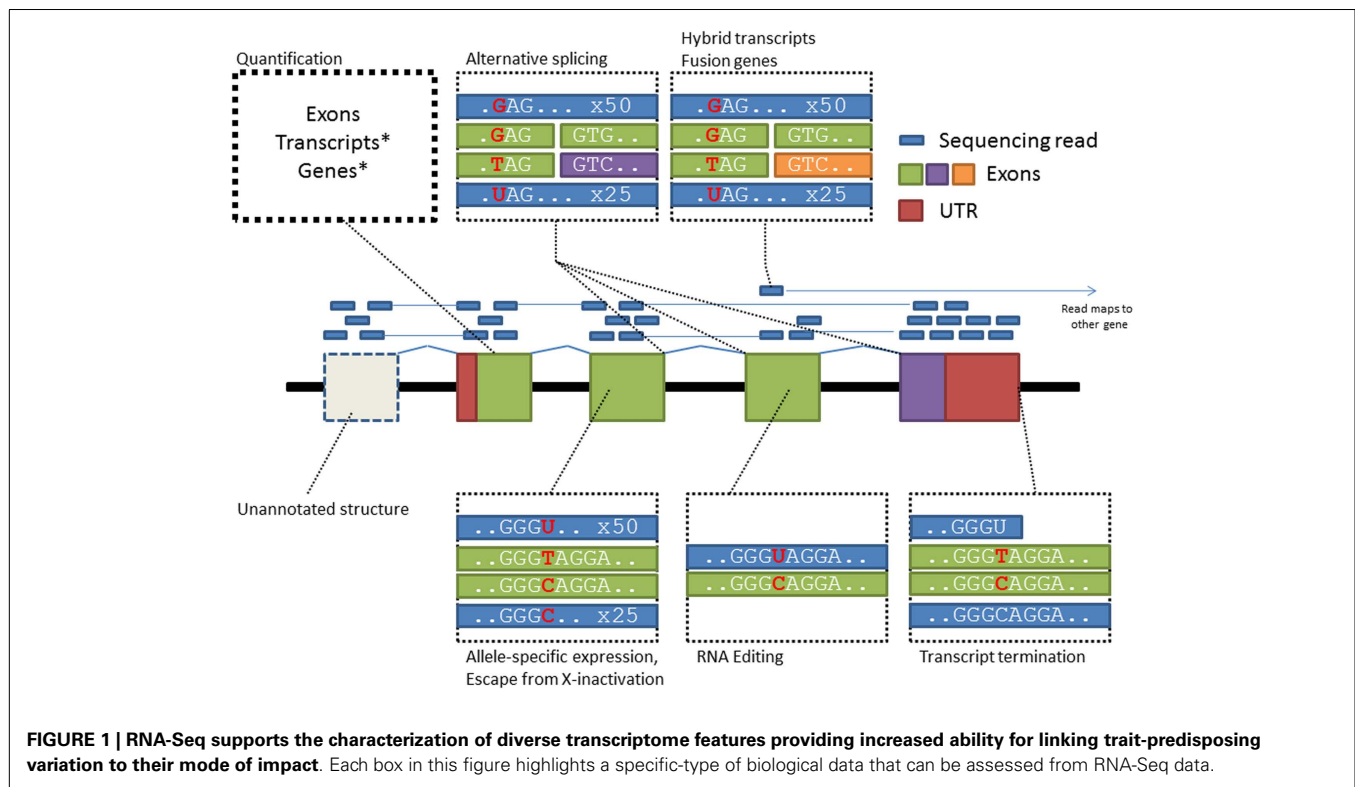 Quantification
Exons
Transcripts*
Genes*
Alternative splicing
.GAG... x50
.GAG GTG..
.TAG GTC..
.UAG... x25
Hybrid transcripts
Fusion genes
.GAG... x50
.GAG GTG..
.TAG GTC..
.UAG... x25
Sequencing read
Exons
UTR
Read maps to
other gene
Unannotated structure
..GGGU.. x50
..GGGTAGGA..
..GGGCAGGA..
..GGGC.. x25
Allele-specific expression,
Escape from X-inactivation
..GGGUAGGA..
..GGGCAGGA..
RNA Editing
..GGGU
..GGGTAGGA..
..GGGCAGGA..
..GGGCAGGA..
Transcript termination
FIGURE 1 | RNA-Seq supports the characterization of diverse transcriptome features providing increased ability for linking trait-predisposing
variation to their mode of impact. Each box in this figure highlights a specific-type of biological data that can be assessed from RNA-Seq data.